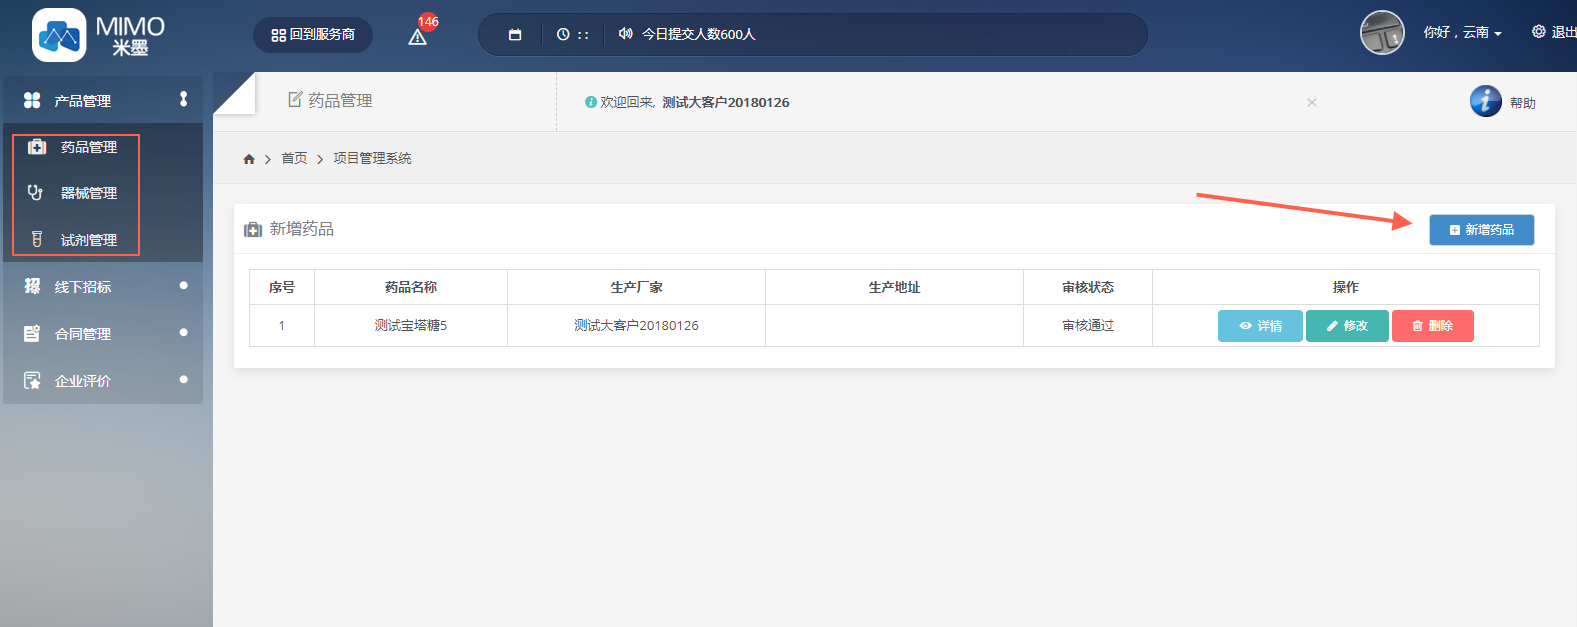 MIMO
米墨
回到服务商
146
: :
今日提交人数600人
你好，云南
退出
产品管理
药品管理
器械管理
试剂管理
线下招标
合同管理
企业评价
药品管理
欢迎回来, 测试大客户20180126
×
帮助
首页
项目管理系统
新增药品
新增药品
序号 药品名称 生产厂家 生产地址 审核状态 操作
1 测试宝塔糖5 测试大客户20180126 审核通过 详情 修改 删除